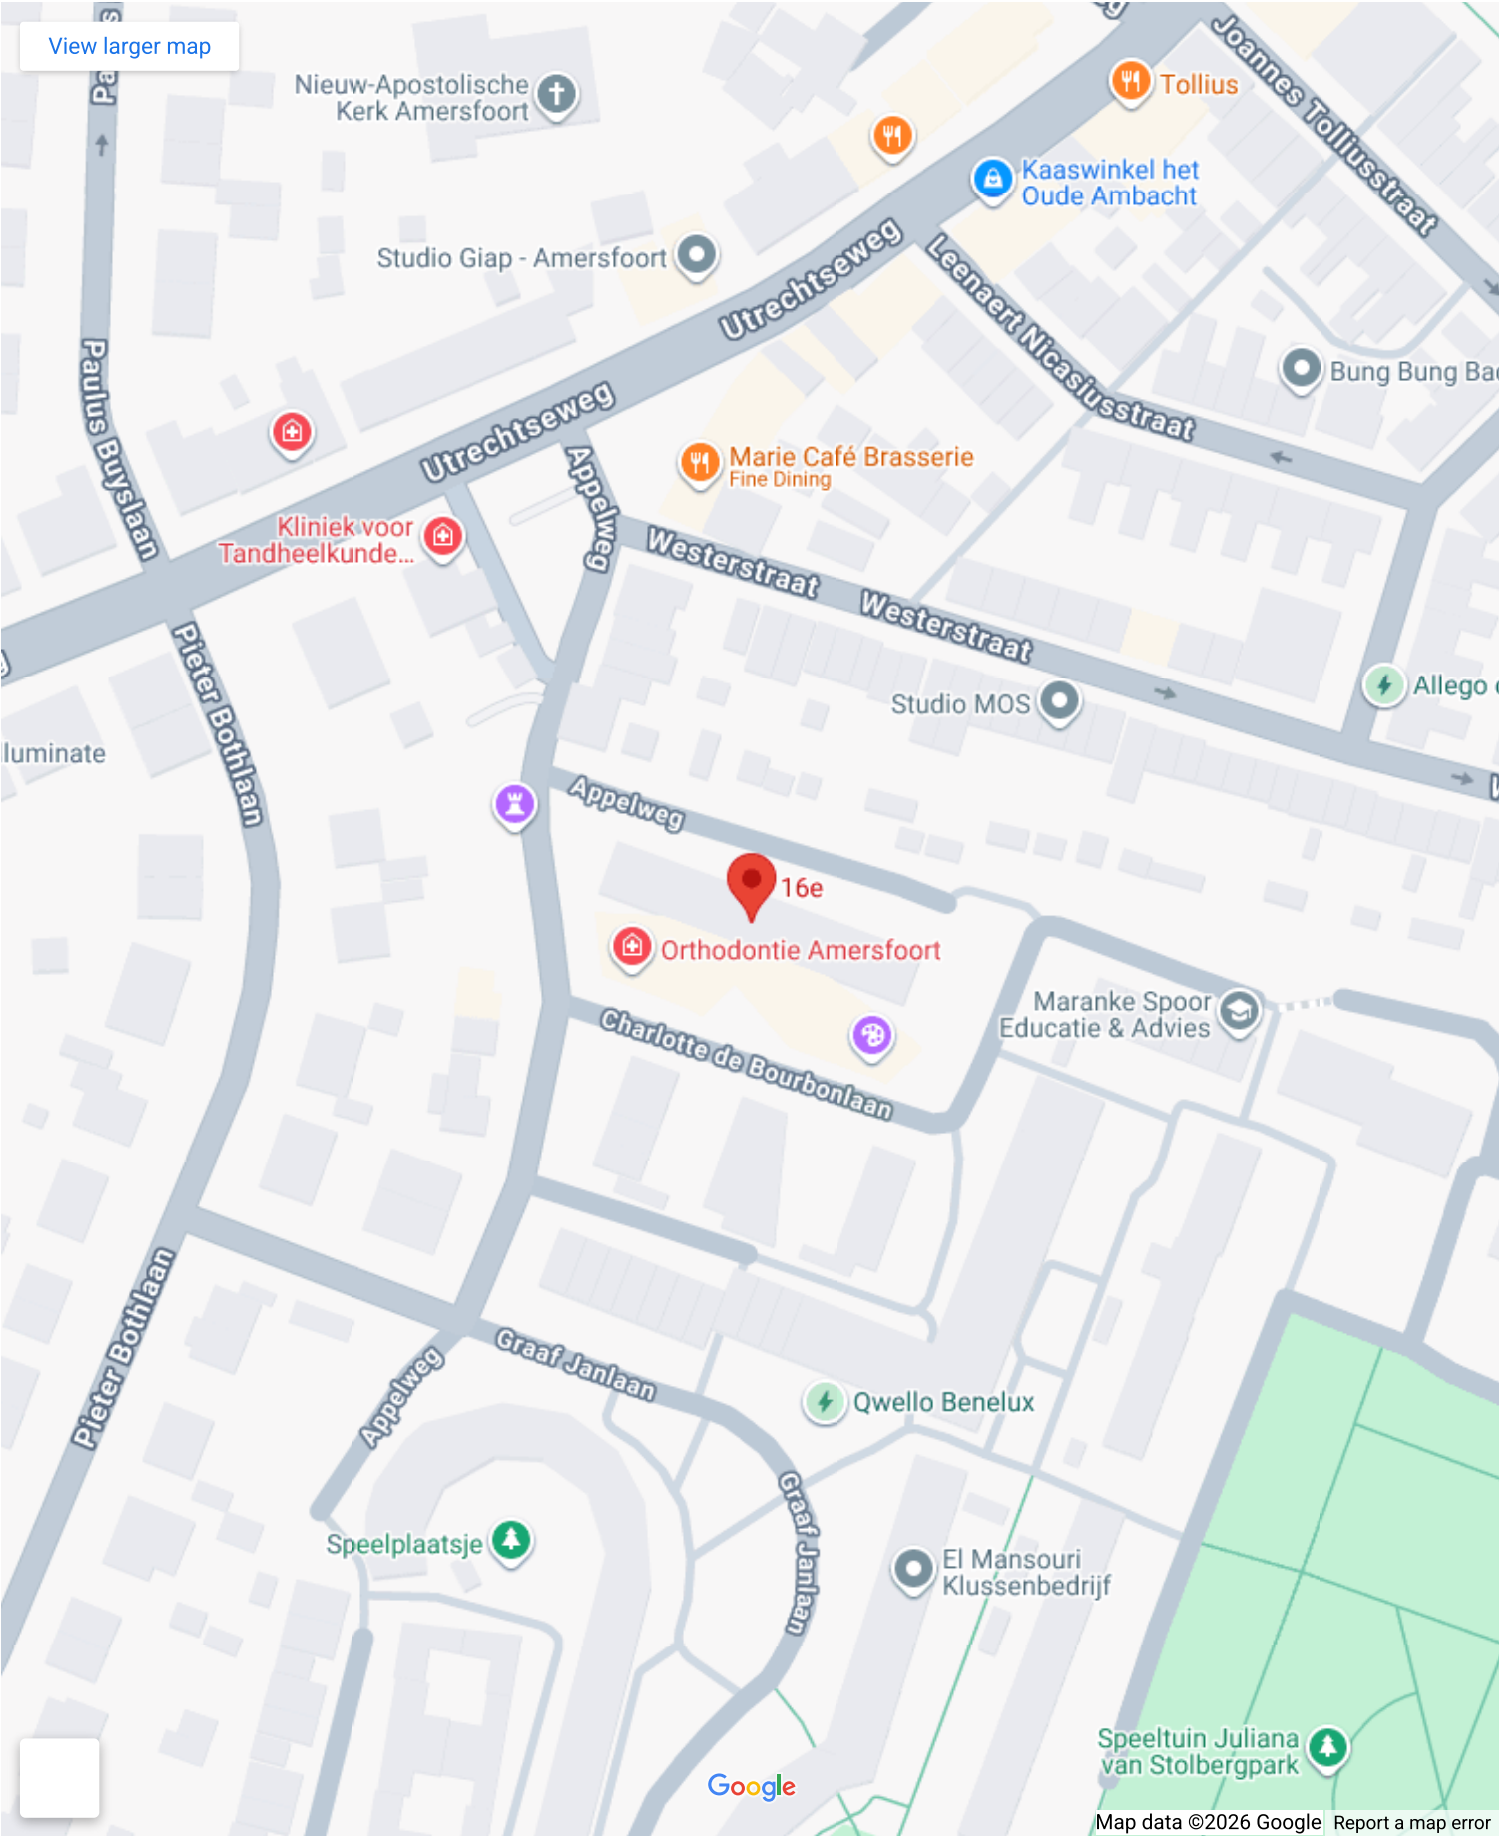 View larger map
Nieuw-Apostolische
Kerk Amersfoort
Tollius
Joannes Tolliusstraat
Kaaswinkel het
Oude Ambacht
Studio Giap - Amersfoort
Utrechtseweg
Leenaert Nicasiusstraat
Paulus Buyslaan
Bung Bung
Utrechtseweg
Appelweg
Marie Café Brasserie
Fine Dining
Kliniek voor
Tandheelkunde...
Westerstraat
Westerstraat
Pieter Bothlaan
Studio MOS
Allego
luminate
Appelweg
16e
Orthodontie Amersfoort
Maranke Spoor
Educatie & Advies
Charlotte de Bourbonlaan
Pieter Bothlaan
Graaf Janlaan
Appelweg
Qwello Benelux
Graaf Janlaan
Speelplaatsje
El Mansouri
Klussenbedrijf
Speeltuin Juliana
van Stolbergpark
Google
Map data ©2026 Google
Report a map error